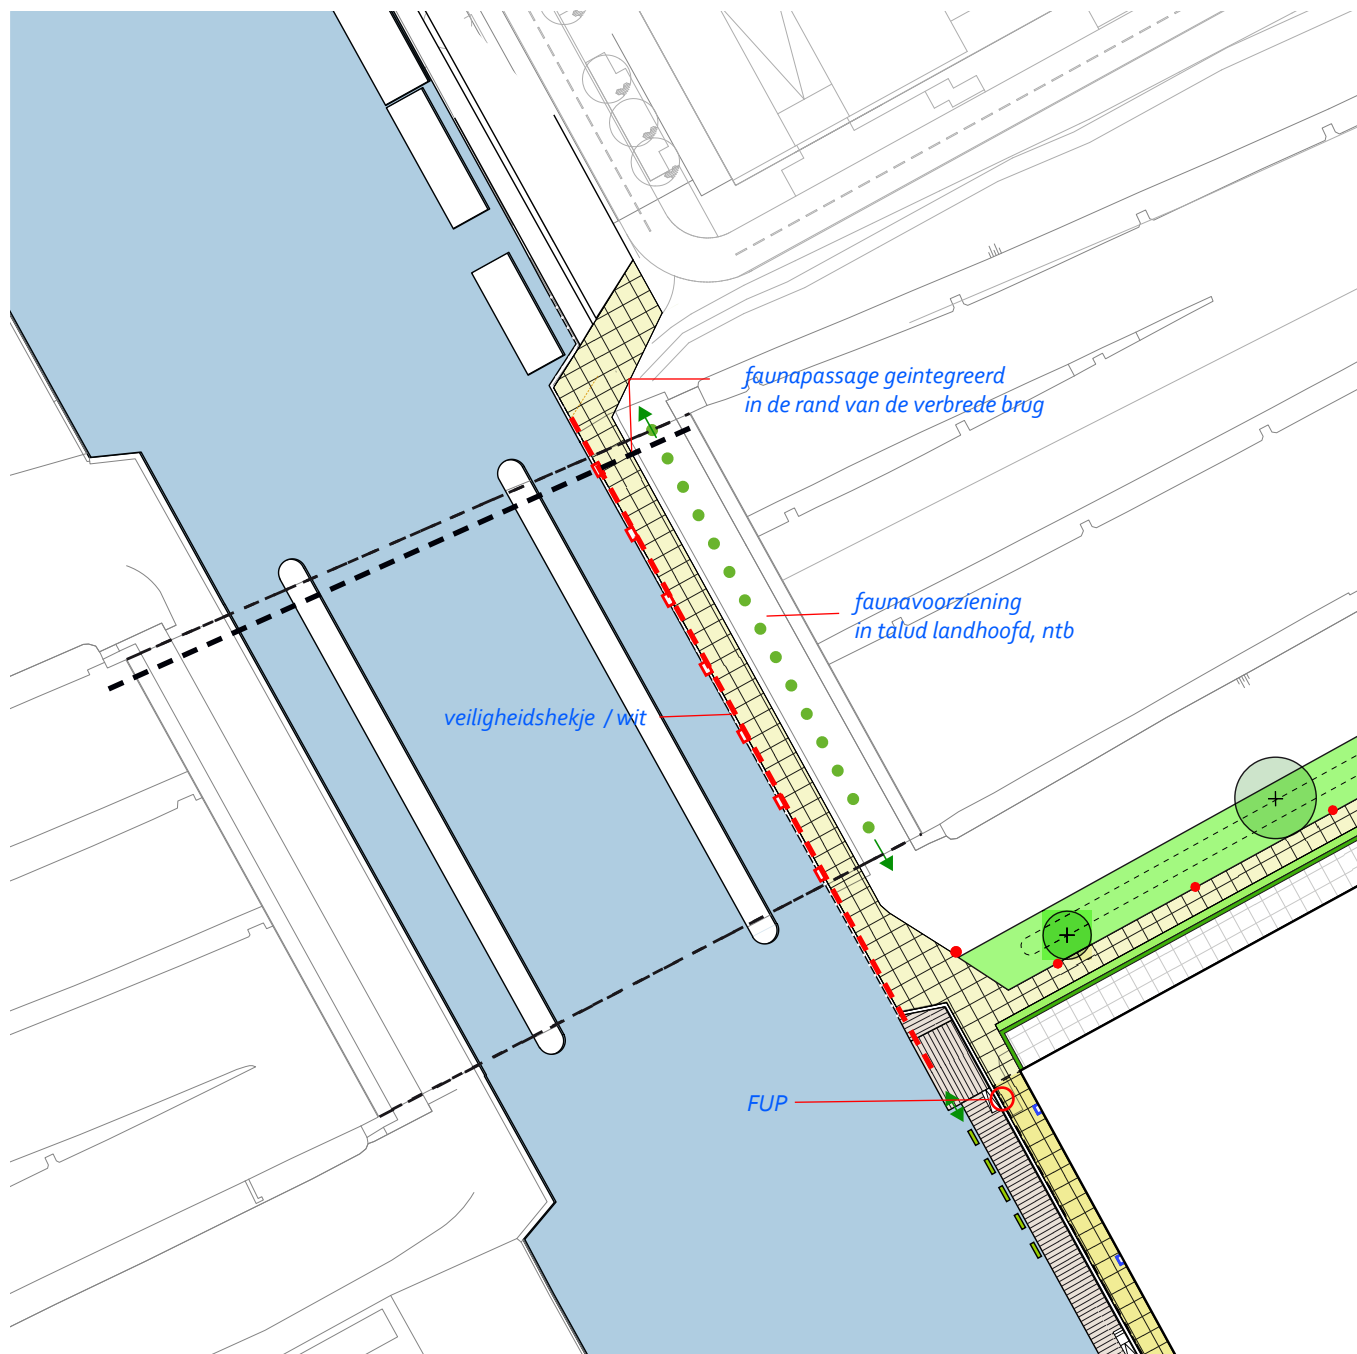 faunapassage geintegreerd
in de rand van de verbrede brug
faunavoorziening
in talud landhoofd, ntb
veiligheidshekje / wit
FUP